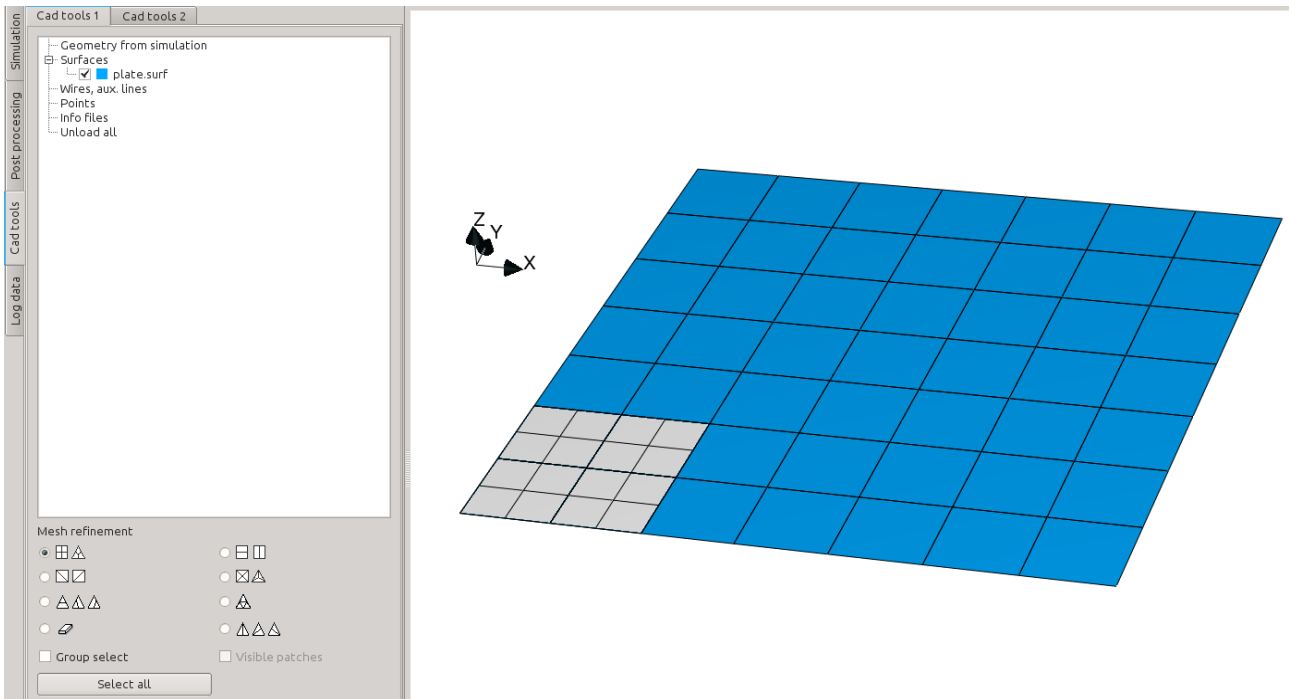 Cad tools 1
Cad tools 2
Simulation
Post processing
Cad tools
Log data
Geometry from simulation
Surfaces
plate.surf
Wires, aux. lines
Points
Info files
Unload all
Z
Y
X
Mesh refinement
Group select
Visible patches
Select all